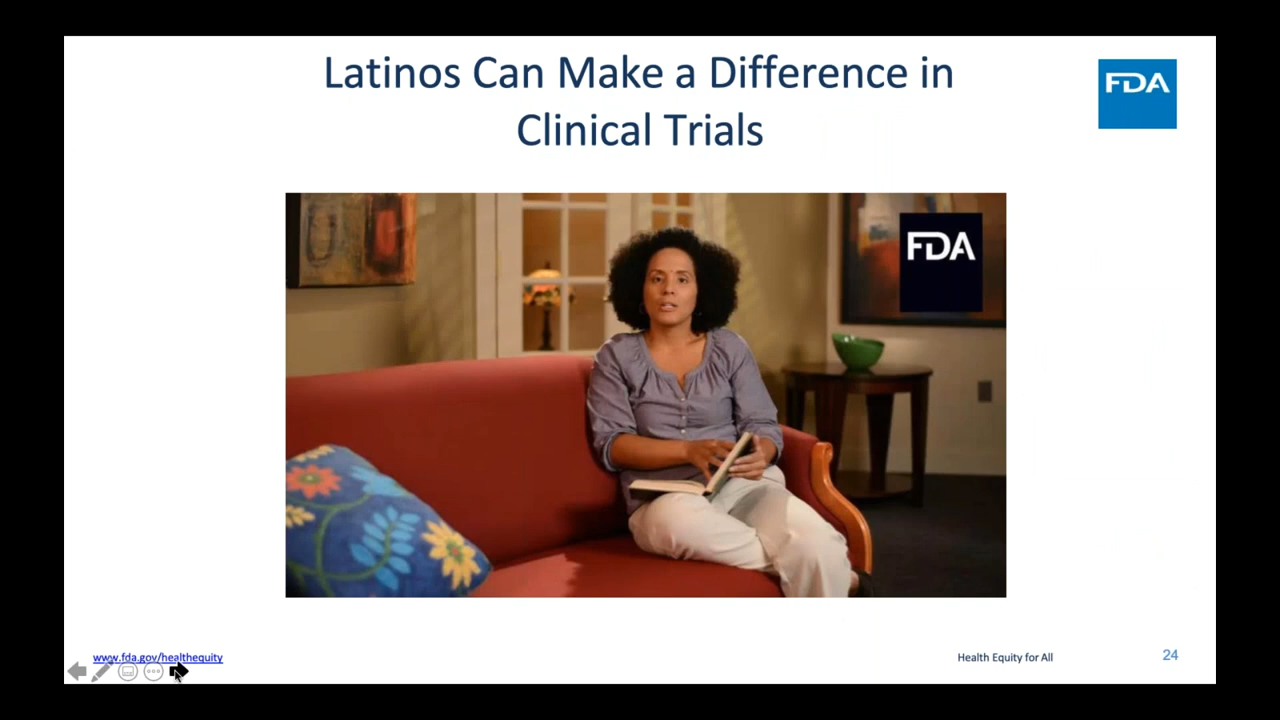 Latinos Can Make a Difference in
Clinical Trials
FDA
FDA
www.fda.gov/healthequity
Health Equity for All
24